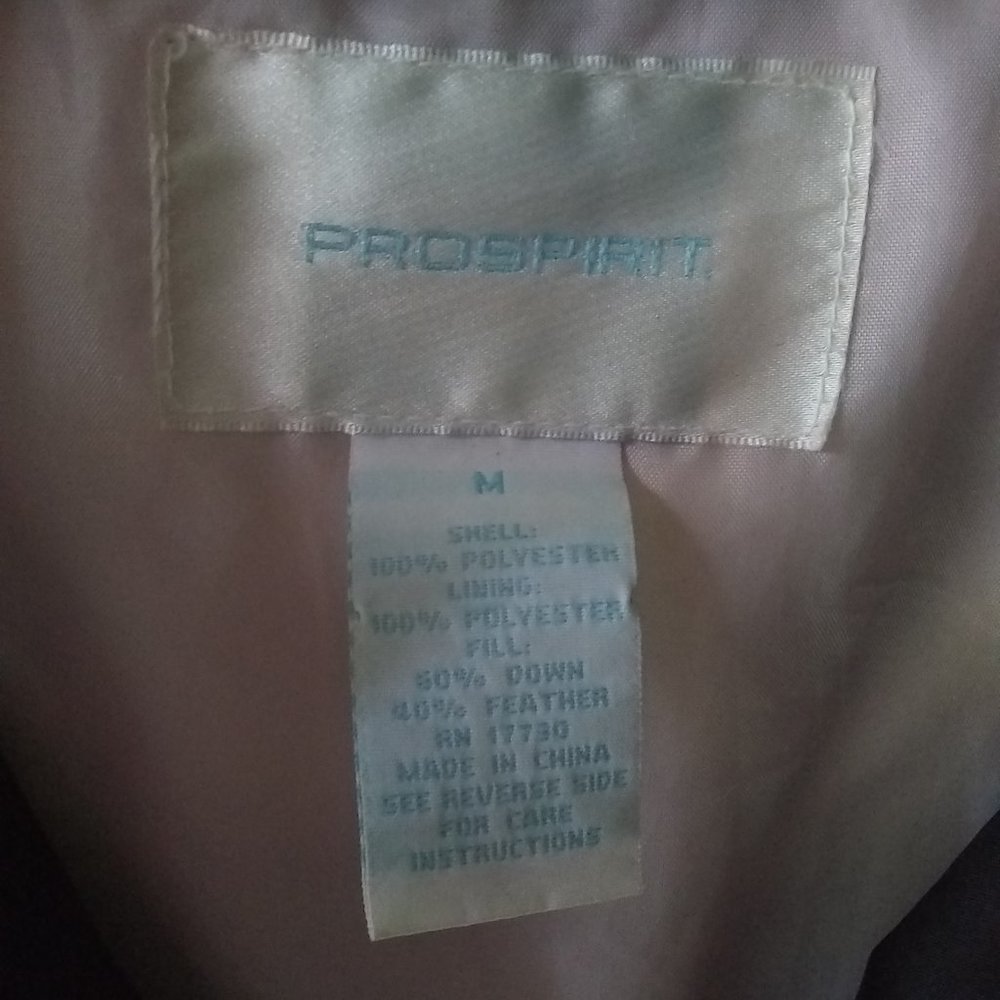 PROSPIRIT.
M
SHELL:
100% POLYESTER
LINING:
100% POLYESTER
FILL:
60% DOWN
40% FEATHER
RN 17730
MADE IN CHINA
SEE REVERSE SIDE
FOR CARE
INSTRUCTIONS